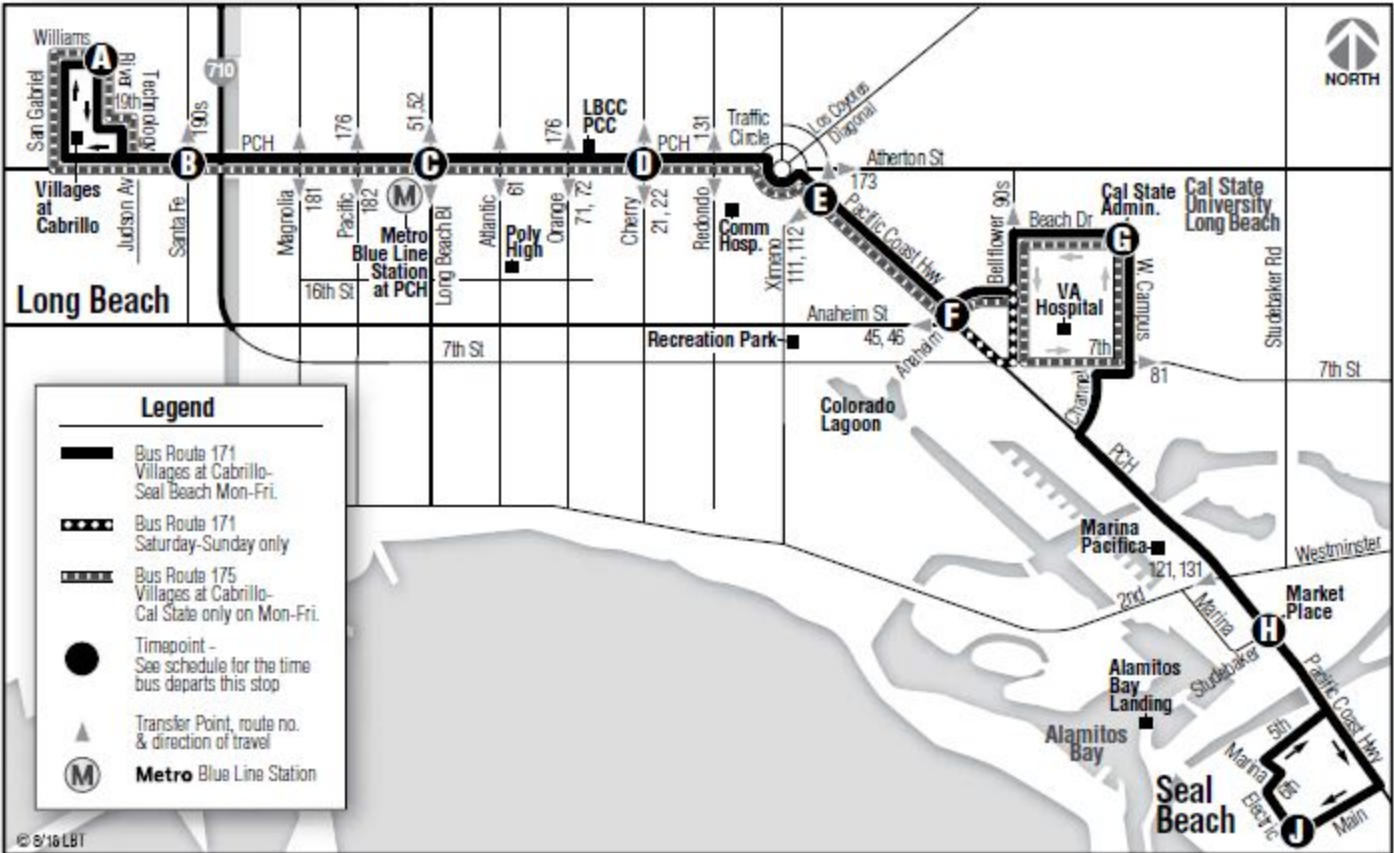 Williams
A
San Gabriel
River
Technology
19th
Villages
at
Cabrillo
Judson Av
Santa Fe
B
190s
710
PCH
Magnolia
181
176
Pacific
182
M
Metro
Blue Line
Station
at PCH
51, 52
C
Long Beach Bl
Atlantic
61
Poly
High
176
Orange
71, 72
LBCC
PCC
D
Cherry
21, 22
PCH
131
Redondo
Comm
Hosp.
Traffic
Circle
Los Coyotes
Diagonal
Atherton St
173
E
Ximeno
111, 112
Pacific Coast Hwy
90s
Bellflower
Beach Dr
Cal State
Admin.
G
Cal State
University
Long Beach
W. Campus
VA
Hospital
7th
81
Studebaker Rd
NORTH
Long Beach
16th St
7th St
Recreation Park
Anaheim St
45, 46
Anaheim
F
7th St
Channel
Colorado
Lagoon
PCH
Marina
Pacifica
121, 131
2nd
Westminster
Marina
Market
Place
H
Studebaker
Pacific Coast Hwy
Alamitos
Bay
Landing
Alamitos
Bay
5th
Marina
1st
Electric
Seal
Beach
J
Main
Legend
Bus Route 171
Villages at Cabrillo-
Seal Beach Mon-Fri.
Bus Route 171
Saturday-Sunday only
Bus Route 175
Villages at Cabrillo-
Cal State only on Mon-Fri.
Timepoint -
See schedule for the time
bus departs this stop
Transfer Point, route no.
& direction of travel
M
Metro Blue Line Station